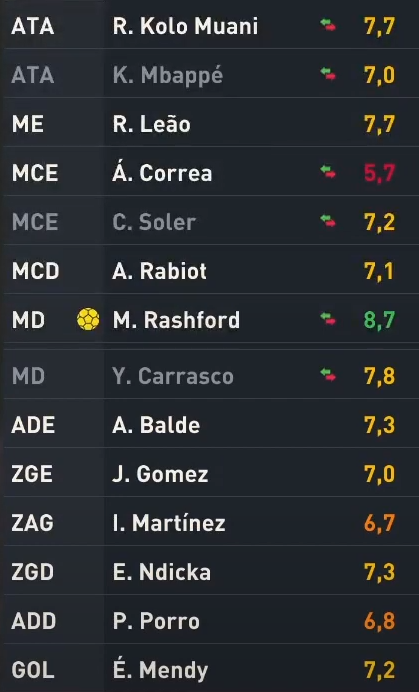 ATA R. Kolo Muani 7,7
ATA K. Mbappé 7,0
ME R. Leão 7,7
MCE Á. Correa 5,7
MCE C. Soler 7,2
MCD A. Rabiot 7,1
MD M. Rashford 8,7
MD Y. Carrasco 7,8
ADE A. Balde 7,3
ZGE J. Gomez 7,0
ZAG I. Martínez 6,7
ZGD E. Ndicka 7,3
ADD P. Porro 6,8
GOL É. Mendy 7,2